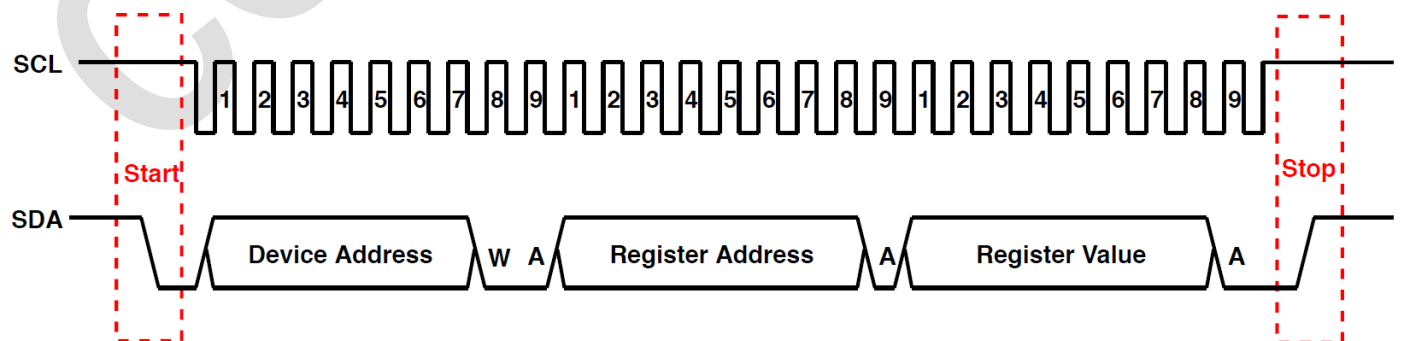 SCL
1 2 3 4 5 6 7 8 9 1 2 3 4 5 6 7 8 9 1 2 3 4 5 6 7 8 9
Start
Stop
SDA
Device Address W A Register Address A Register Value A